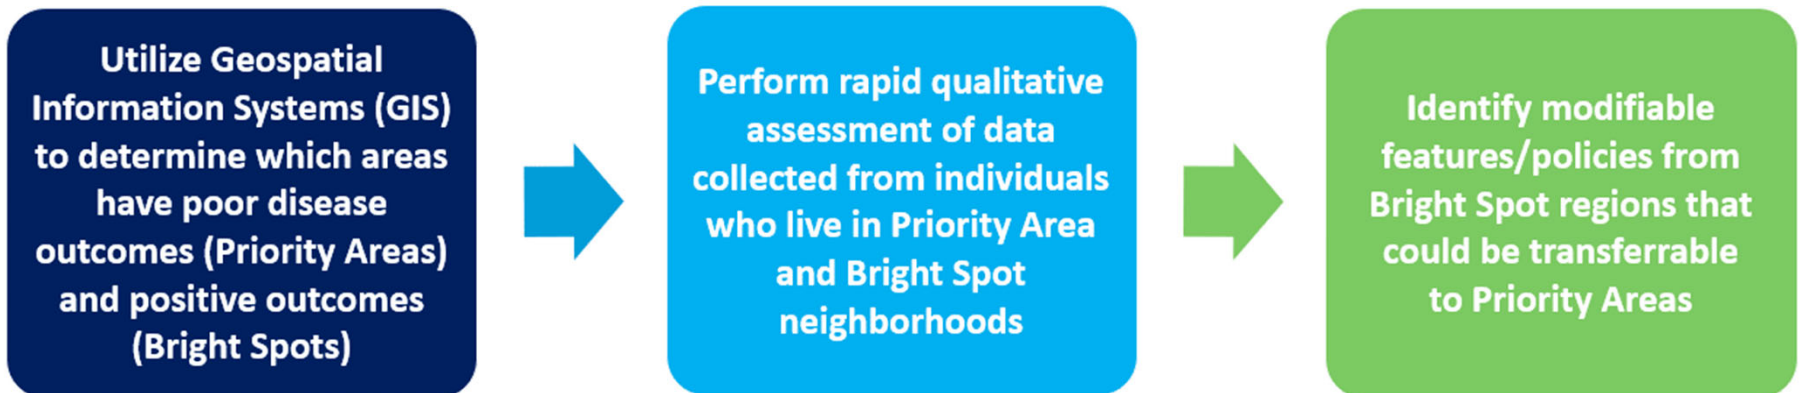 Utilize Geospatial
Information Systems (GIS)
to determine which areas
have poor disease
outcomes (Priority Areas)
and positive outcomes
(Bright Spots)
Perform rapid qualitative
assessment of data
collected from individuals
who live in Priority Area
and Bright Spot
neighborhoods
Identify modifiable
features/policies from
Bright Spot regions that
could be transferrable
to Priority Areas